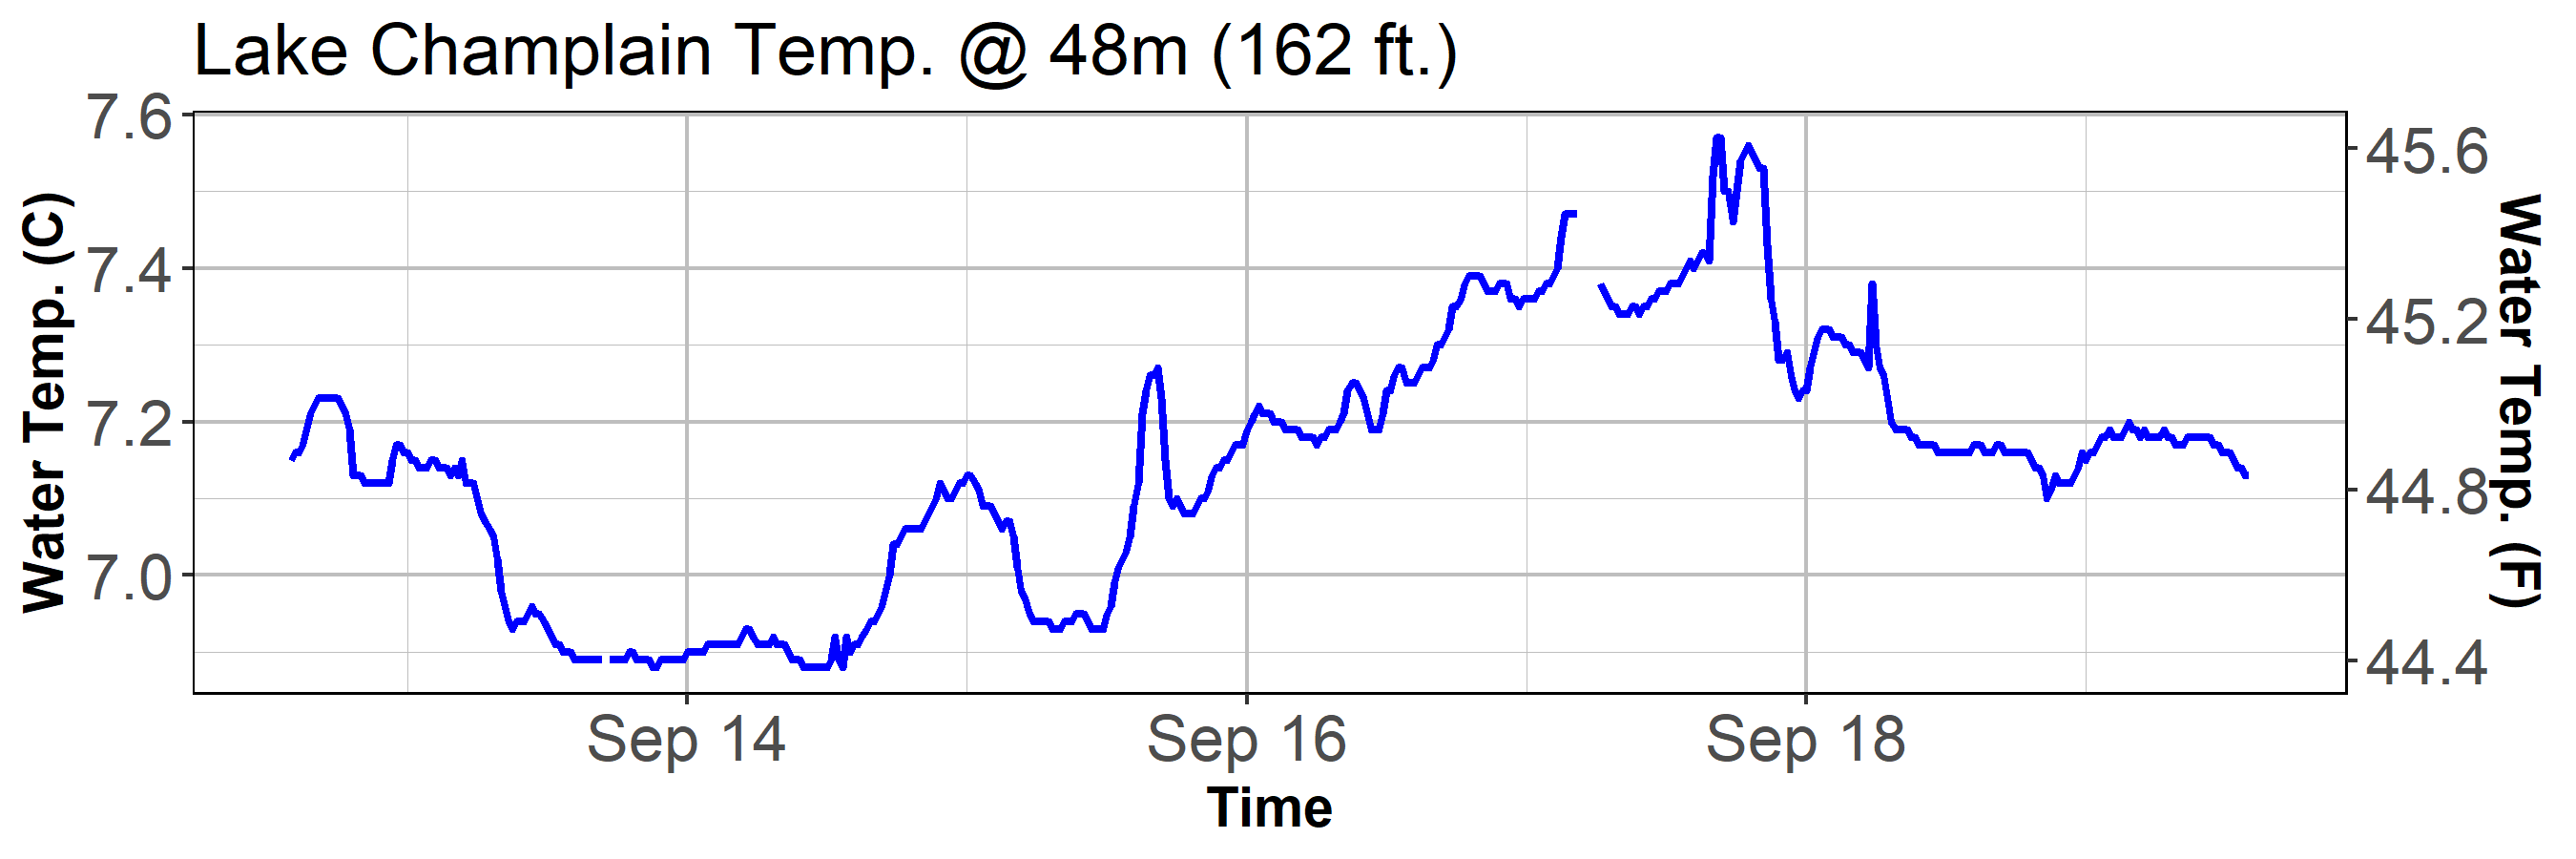 Lake Champlain Temp. @ 48m (162 ft.)
Water Temp. (C)
7.6
7.4
7.2
7.0
45.6
45.2
44.8
44.4
Water Temp. (F)
Sep 14 Sep 16 Sep 18
Time